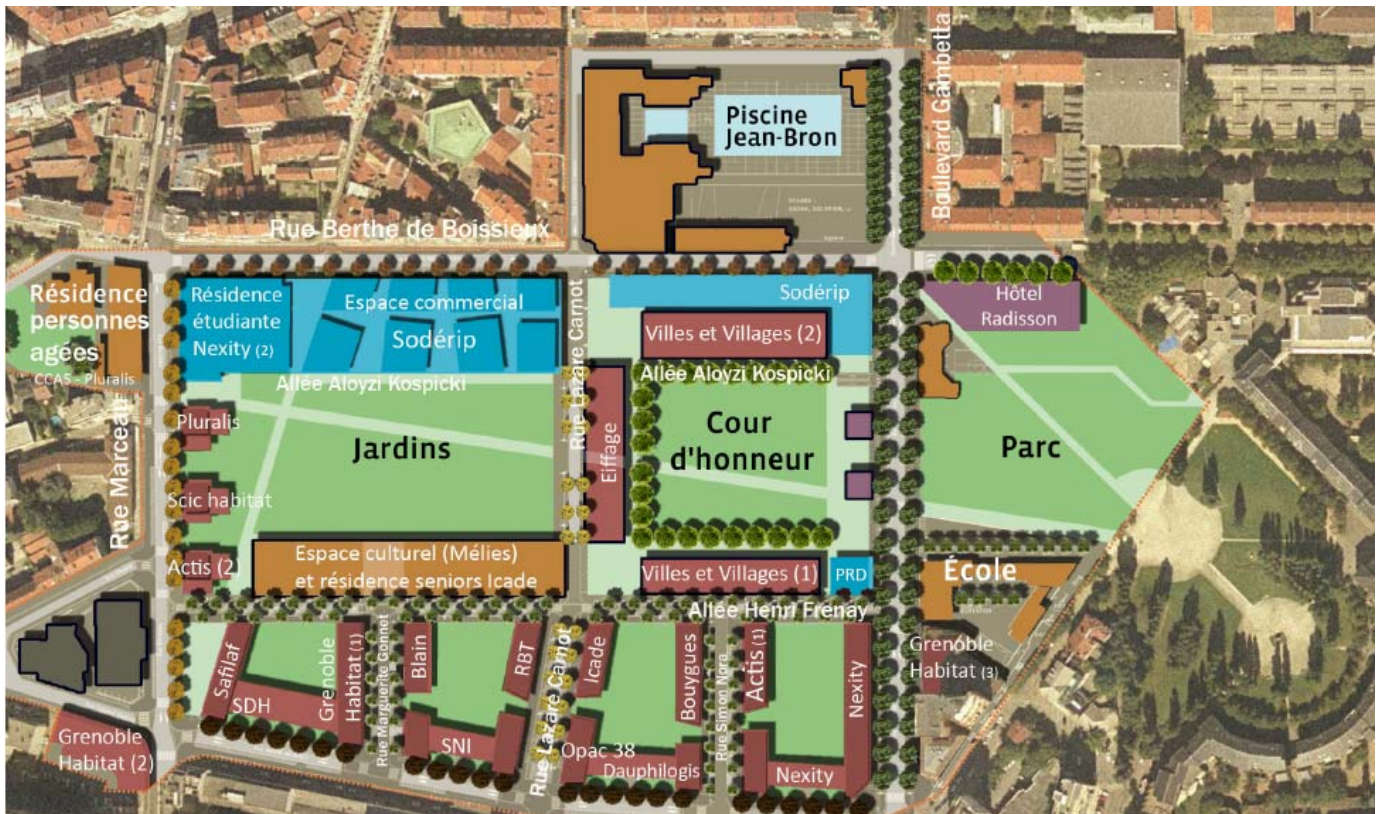 Piscine
Jean-Bron
Boulevard Gambetta
Rue Berthe de Boissieux
Résidence
personnes
agées
CCAS - Pluralis
Résidence
étudiante
Nexity (2)
Espace commercial
Sodérip
Allée Aloyzi Kospicki
Rue Lazare Carnot
Sodérip
Villes et Villages (2)
Allée Aloyzi Kospicki
Hôtel
Radisson
Rue Marceau
Pluralis
Scic habitat
Actis (2)
Jardins
Eiffage
Cour
d'honneur
Parc
Espace culturel (Mélies)
et résidence seniors Icade
Villes et Villages (1)
PRD
Allée Henri Frenay
École
Grenoble
Habitat (3)
Safilaf
SDH
Grenoble
Habitat (1)
Rue Marguerite Gonnet
Blain
SNI
RBT
Rue Lazare Carnot
Icade
Opac 38
Bouygues
Dauphilogis
Rue Simon Nora
Actis (1)
Nexity
Nexity
Grenoble
Habitat (2)